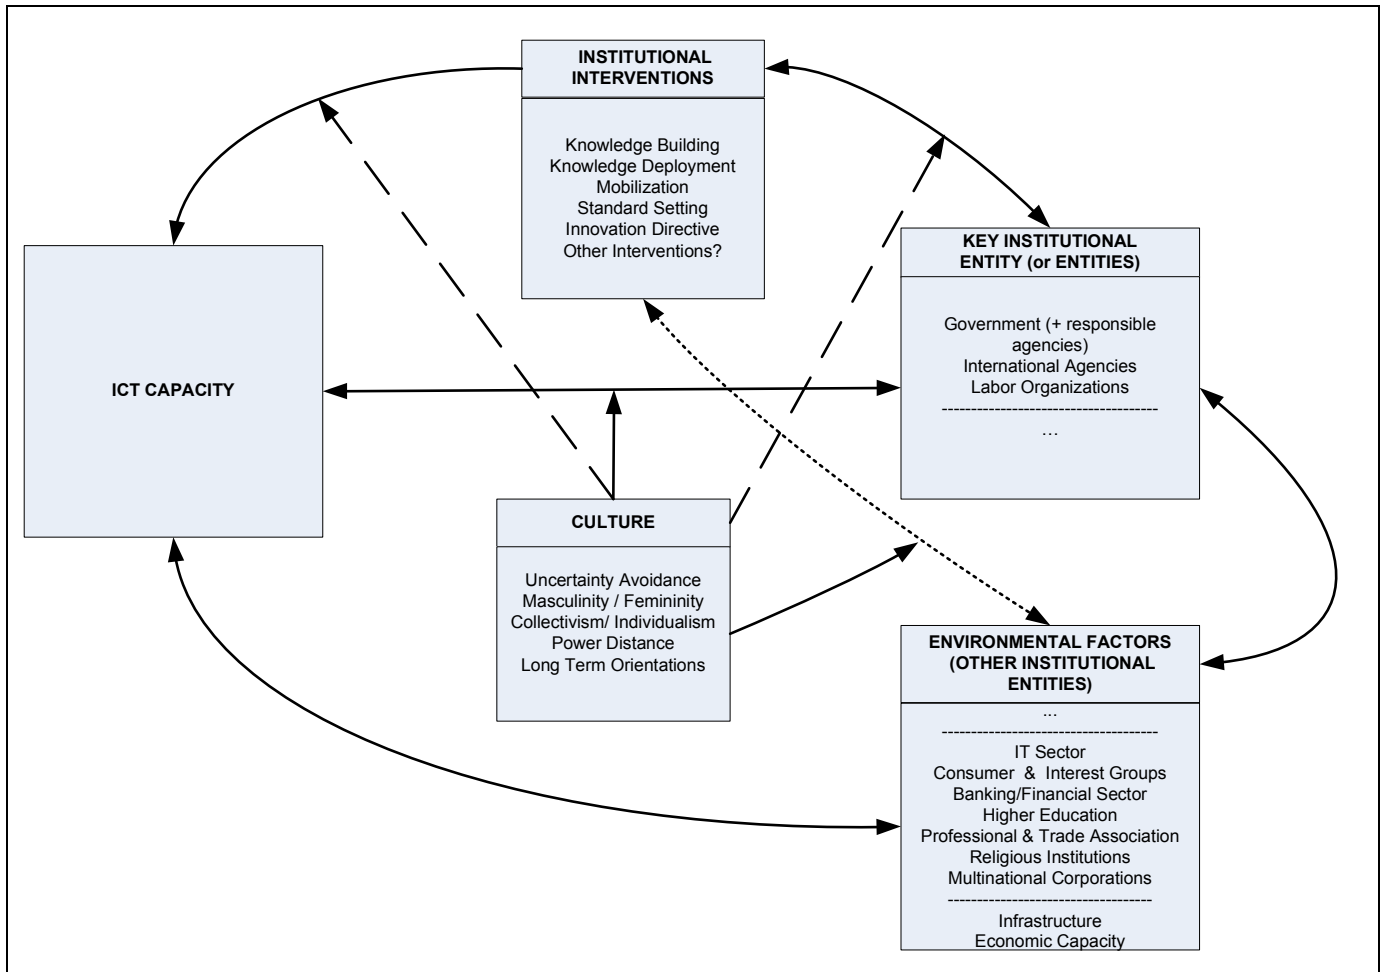 INSTITUTIONAL
INTERVENTIONS
Knowledge Building
Knowledge Deployment
Mobilization
Standard Setting
Innovation Directive
Other Interventions?
KEY INSTITUTIONAL
ENTITY (or ENTITIES)
Government (+ responsible
agencies)
International Agencies
Labor Organizations
------------------------------------
...
ICT CAPACITY
CULTURE
Uncertainty Avoidance
Masculinity / Femininity
Collectivism/ Individualism
Power Distance
Long Term Orientations
ENVIRONMENTAL FACTORS
(OTHER INSTITUTIONAL
ENTITIES)
...
------------------------------------
IT Sector
Consumer & Interest Groups
Banking/Financial Sector
Higher Education
Professional & Trade Association
Religious Institutions
Multinational Corporations
----------------------------------
Infrastructure
Economic Capacity